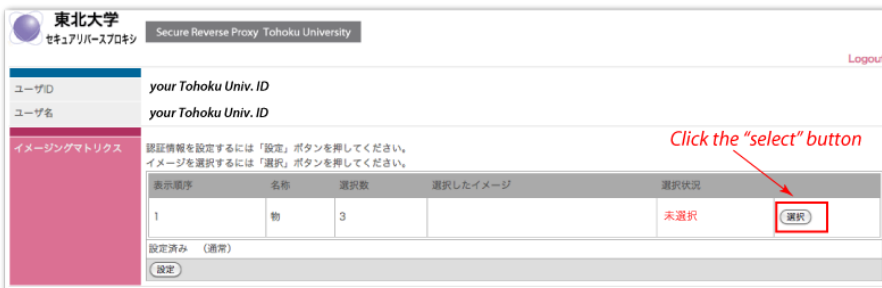 東北大学
セキュアリバースプロキシ
Secure Reverse Proxy Tohoku University
Logout
ユーザID your Tohoku Univ. ID
ユーザ名 your Tohoku Univ. ID
イメージングマトリクス
認証情報を設定するには「設定」ボタンを押してください。
イメージを選択するには「選択」ボタンを押してください。
Click the “select” button
表示順序 名称 選択数 選択したイメージ 選択状況
1 物 3 未選択 選択
設定済み （通常）
設定